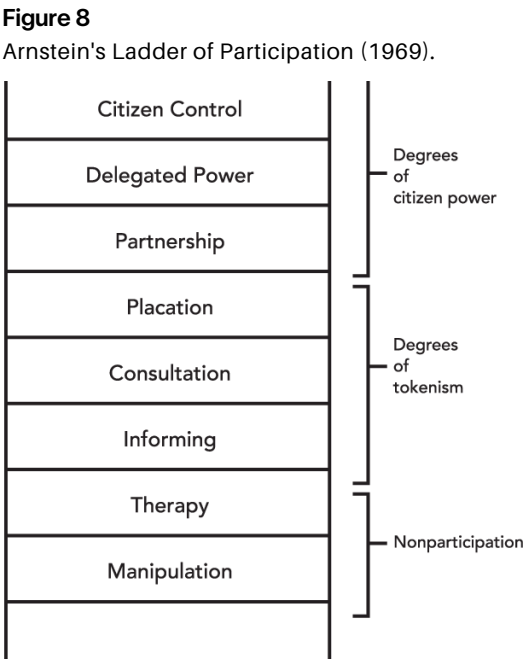 Figure 8
Arnstein's Ladder of Participation (1969).
Citizen Control
Delegated Power
Partnership
Degrees
of
citizen power
Placation
Consultation
Informing
Degrees
of
tokenism
Therapy
Manipulation
Nonparticipation